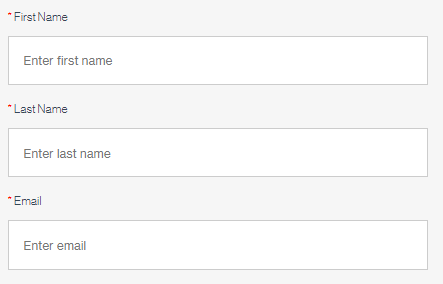 * First Name
Enter first name
* Last Name
Enter last name
* Email
Enter email